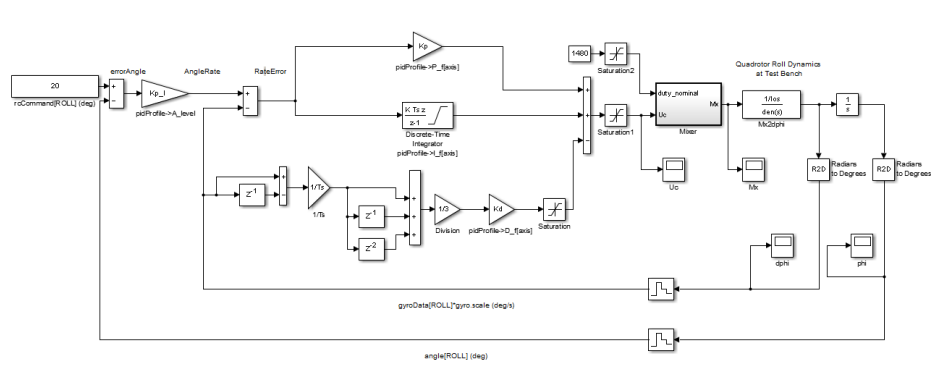 Kp
pidProfile->P_f[axis]
1480
Saturation2
Quadrotor Roll Dynamics
at Test Bench
errorAngle
AngleRate
RateError
20
rcCommand[ROLL] (deg)
Kp_l
pidProfile->A_level
K Ts z
z-1
Discrete-Time
Integrator
pidProfile->I_f[axis]
Saturation1
duty_nominal
Uc
Mx
Mixer
1/Ios
den(s)
Mx2dphi
1
s
R2D
Radians
to Degrees
R2D
Radians
to Degrees
Uc
Mx
z-1
1/Ts
1/Ts
z-1
z-2
1/3
Division
Kd
pidProfile->D_f[axis]
Saturation
dphi
phi
gyroData[ROLL]*gyro.scale (deg/s)
angle[ROLL] (deg)